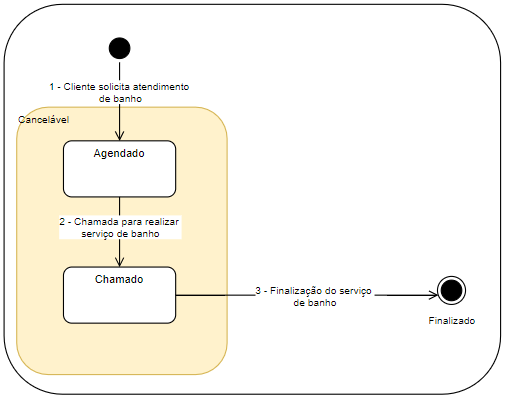 1 - Cliente solicita atendimento
de banho
Cancelável
Agendado
2 - Chamada para realizar
serviço de banho
Chamado
3 - Finalização do serviço
de banho
Finalizado